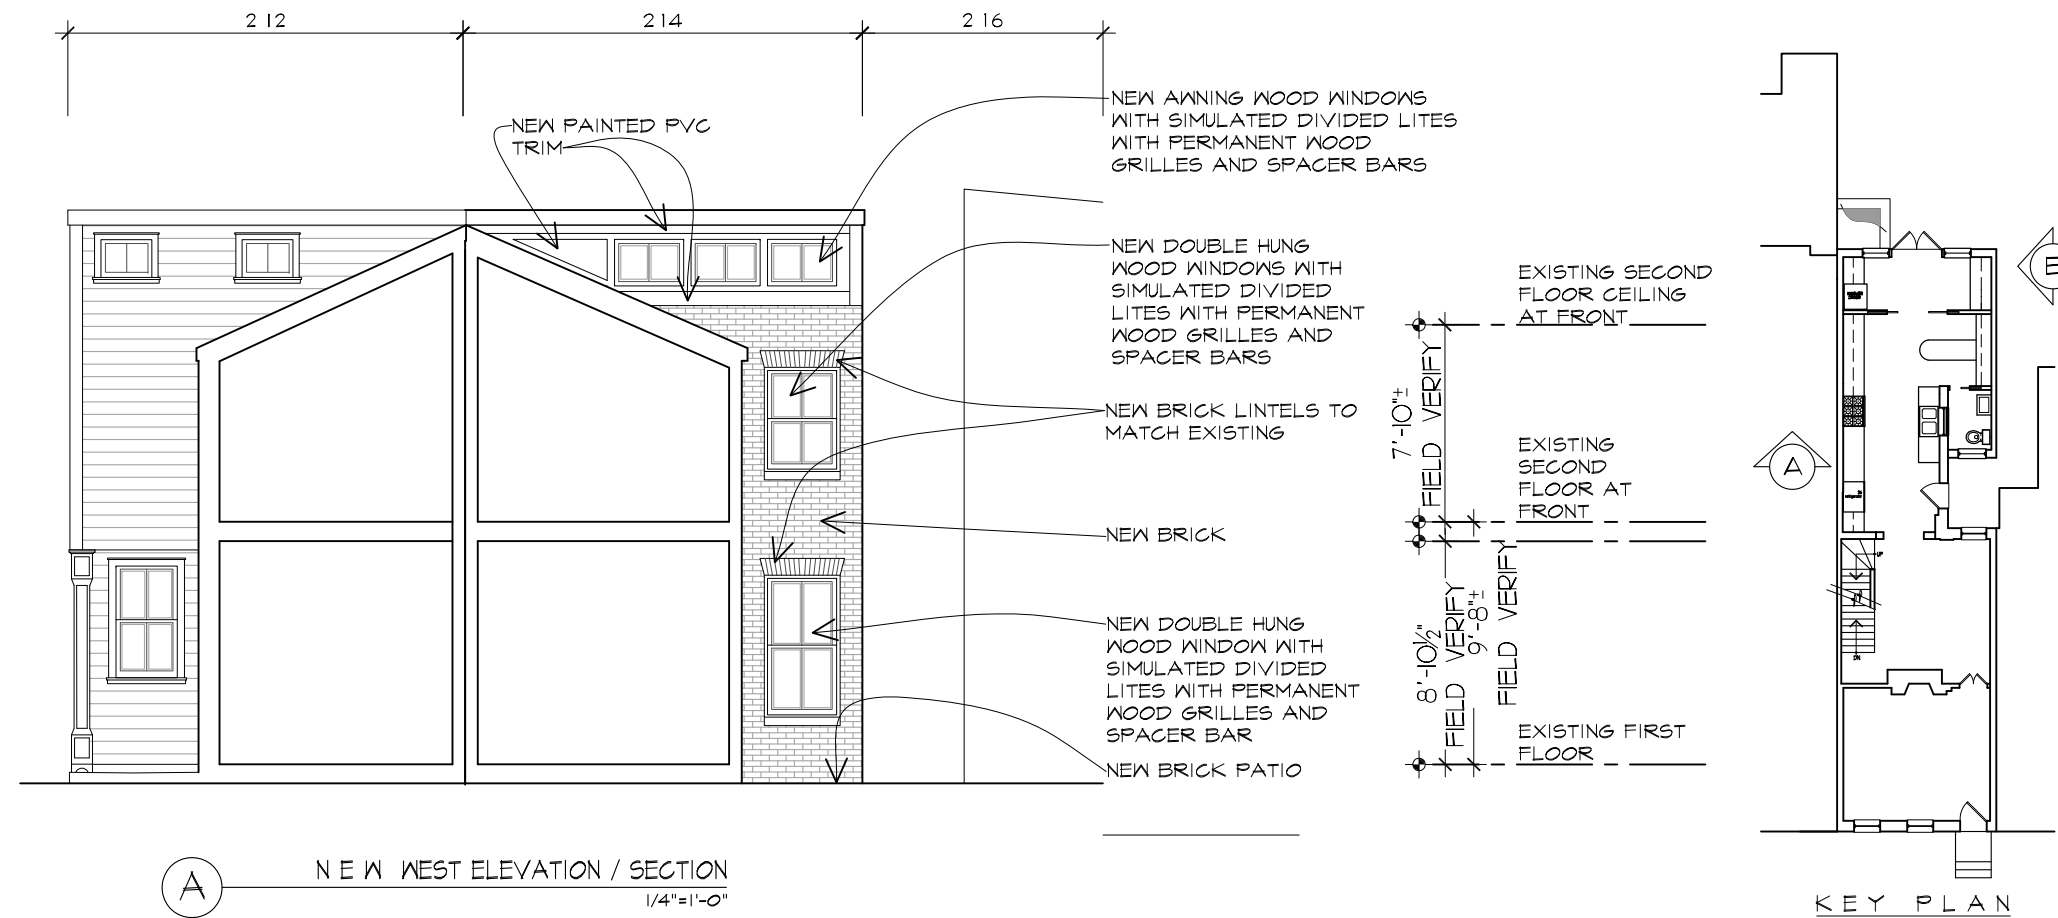 212
214
216
NEW PAINTED PVC
TRIM
NEW AWNING WOOD WINDOWS
WITH SIMULATED DIVIDED LITES
WITH PERMANENT WOOD
GRILLES AND SPACER BARS
NEW DOUBLE HUNG
WOOD WINDOWS WITH
SIMULATED DIVIDED
LITES WITH PERMANENT
WOOD GRILLES AND
SPACER BARS
NEW BRICK LINTELS TO
MATCH EXISTING
NEW BRICK
NEW DOUBLE HUNG
WOOD WINDOW WITH
SIMULATED DIVIDED
LITES WITH PERMANENT
WOOD GRILLES AND
SPACER BAR
NEW BRICK PATIO
EXISTING SECOND
FLOOR CEILING
AT FRONT
7'-10"±
FIELD VERIFY
EXISTING
SECOND
FLOOR AT
FRONT
8'-10½"
FIELD VERIFY
9'-8"±
FIELD VERIFY
EXISTING FIRST
FLOOR
A
NEW WEST ELEVATION / SECTION
1/4"=1'-0"
A
B
UP
DN
KEY PLAN